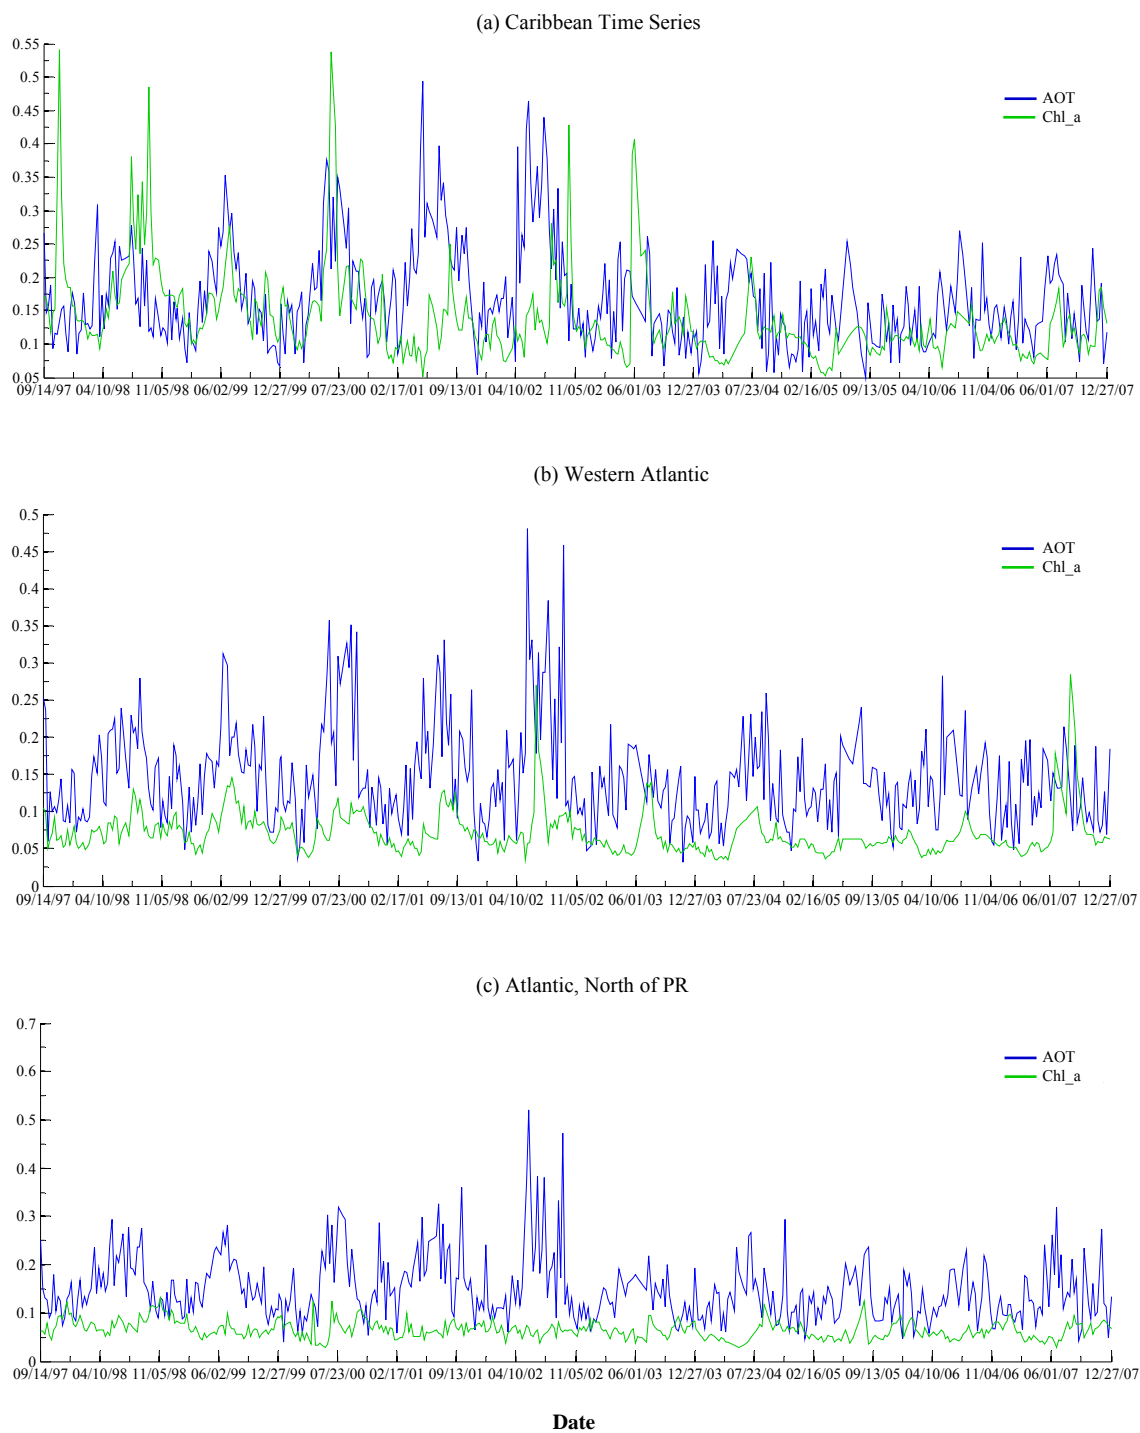 (a) Caribbean Time Series
0.55
0.5
0.45
0.4
0.35
0.3
0.25
0.2
0.15
0.1
0.05
AOT
Chl_a
09/14/97 04/10/98 11/05/98 06/02/99 12/27/99 07/23/00 02/17/01 09/13/01 04/10/02 11/05/02 06/01/03 12/27/03 07/23/04 02/16/05 09/13/05 04/10/06 11/04/06 06/01/07 12/27/07
(b) Western Atlantic
0.5
0.45
0.4
0.35
0.3
0.25
0.2
0.15
0.1
0.05
0
AOT
Chl_a
09/14/97 04/10/98 11/05/98 06/02/99 12/27/99 07/23/00 02/17/01 09/13/01 04/10/02 11/05/02 06/01/03 12/27/03 07/23/04 02/16/05 09/13/05 04/10/06 11/04/06 06/01/07 12/27/07
(c) Atlantic, North of PR
0.7
0.6
0.5
0.4
0.3
0.2
0.1
0
AOT
Chl_a
09/14/97 04/10/98 11/05/98 06/02/99 12/27/99 07/23/00 02/17/01 09/13/01 04/10/02 11/05/02 06/01/03 12/27/03 07/23/04 02/16/05 09/13/05 04/10/06 11/04/06 06/01/07 12/27/07
Date